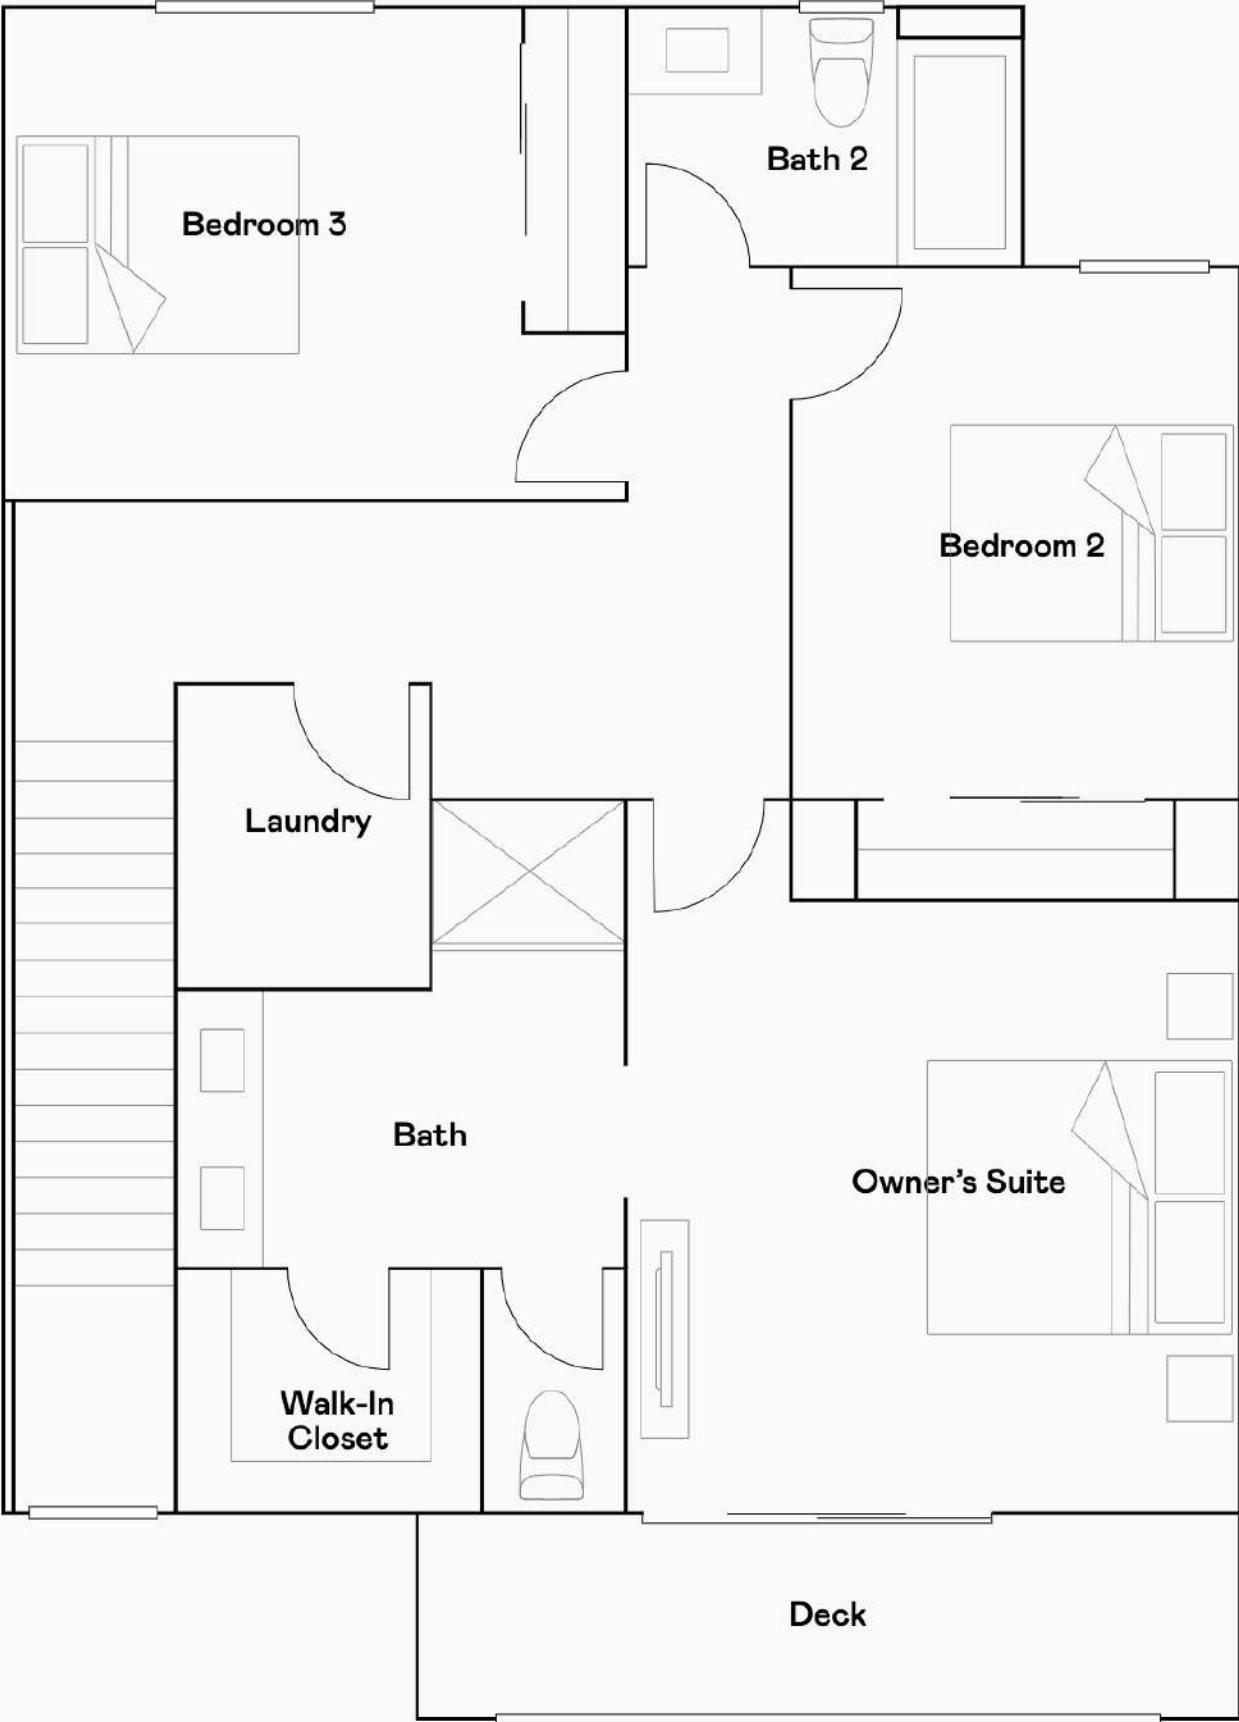 Bath 2
Bedroom 3
Bedroom 2
Laundry
Bath
Owner's Suite
Walk-In
Closet
Deck